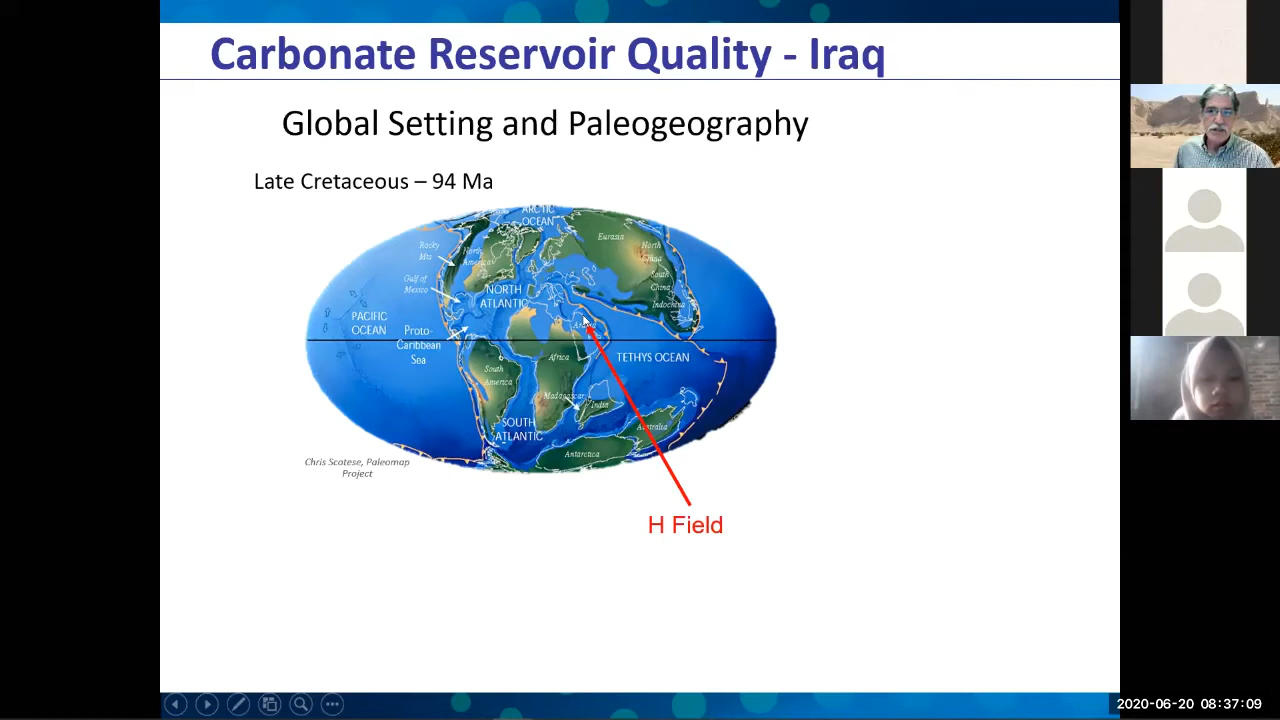 Carbonate Reservoir Quality - Iraq
Global Setting and Paleogeography
Late Cretaceous – 94 Ma
ARCTIC
OCEAN
Rocky
Mts
North
America
Eurasia
North
China
South
China
Indochina
Gulf of
Mexico
NORTH
ATLANTIC
PACIFIC
OCEAN
Proto-
Caribbean
Sea
Arabia
Africa
TETHYS OCEAN
South
America
Madagascar
India
SOUTH
ATLANTIC
Australia
Antarctica
Chris Scotese, Paleomap
Project
H Field
2020-06-20 08:37:09